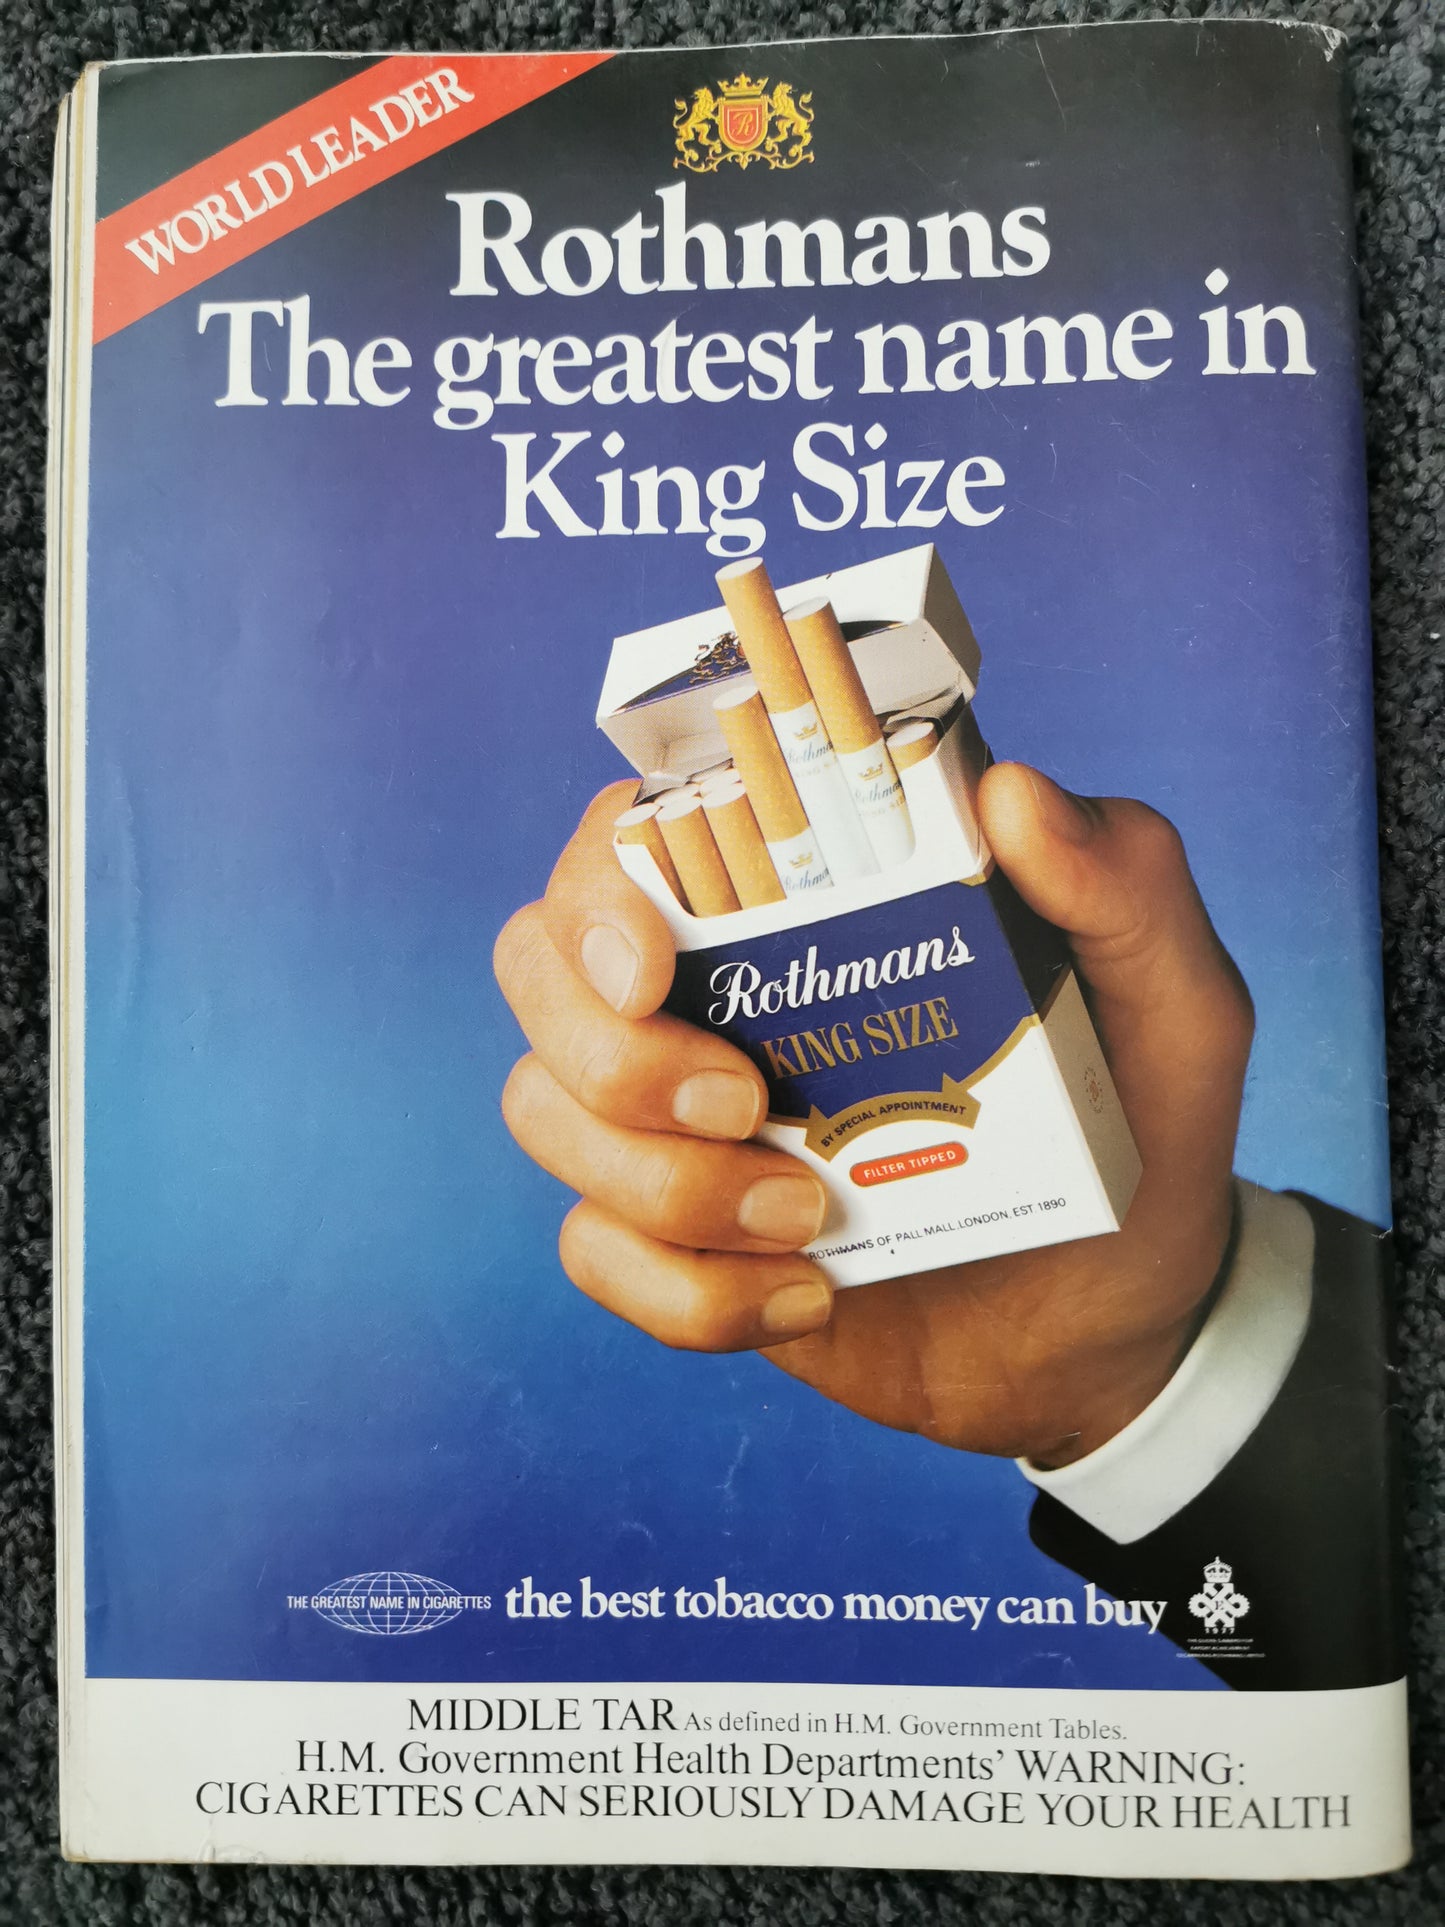 WORLD LEADER
R
Rothmans
The greatest name in
King Size
Rothmans
KING SIZE
BY SPECIAL APPOINTMENT
FILTER TIPPED
ROTHMANS OF PALL MALL, LONDON, EST 1890
THE GREATEST NAME IN CIGARETTES
the best tobacco money can buy
E
1977
MIDDLE TAR As defined in H.M. Government Tables.
H.M. Government Health Departments' WARNING:
CIGARETTES CAN SERIOUSLY DAMAGE YOUR HEALTH